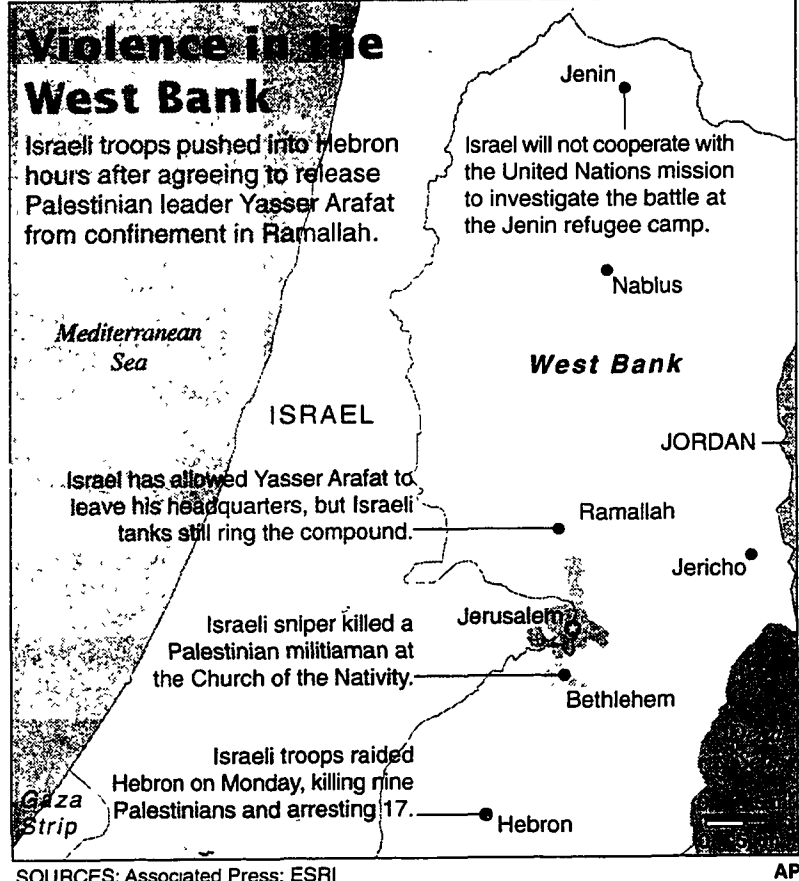 Violence in the
West Bank
Israeli troops pushed into Hebron
hours after agreeing to release
Palestinian leader Yasser Arafat
from confinement in Ramallah.
Jenin
Israel will not cooperate with
the United Nations mission
to investigate the battle at
the Jenin refugee camp.
Nablus
Mediterranean
Sea
West Bank
ISRAEL
JORDAN
Israel has allowed Yasser Arafat to
leave his headquarters, but Israeli
tanks still ring the compound.
Ramallah
Jericho
Jerusalem
Israeli sniper killed a
Palestinian militiaman at
the Church of the Nativity.
Bethlehem
Israeli troops raided
Hebron on Monday, killing nine
Palestinians and arresting 17.
Gaza
Strip
Hebron
SOURCES: Associated Press; ESRI
AP